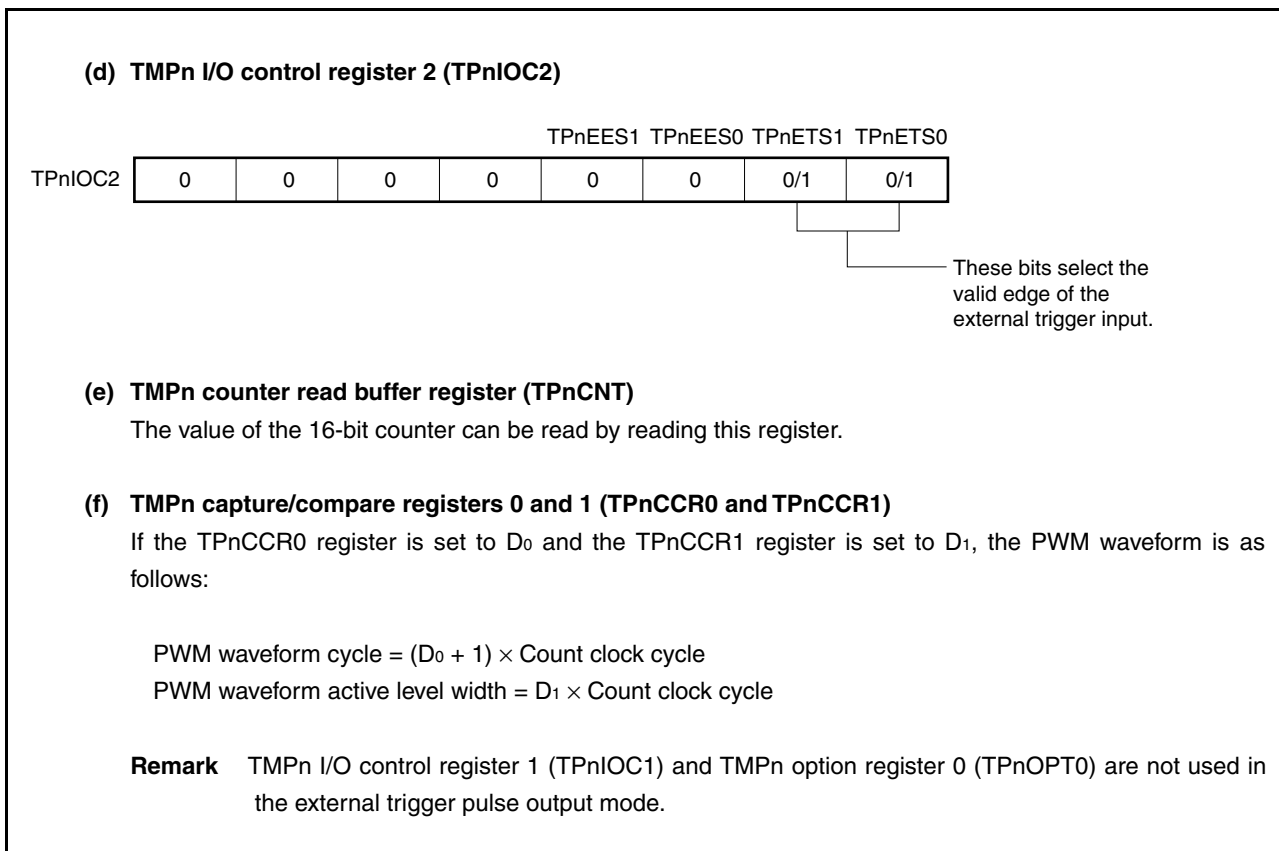 (d) TMPn I/O control register 2 (TPnIOC2)
TPnEES1 TPnEES0 TPnETS1 TPnETS0
TPnIOC2 0 0 0 0 0 0 0/1 0/1
These bits select the
valid edge of the
external trigger input.
(e) TMPn counter read buffer register (TPnCNT)
The value of the 16-bit counter can be read by reading this register.
(f) TMPn capture/compare registers 0 and 1 (TPnCCR0 and TPnCCR1)
If the TPnCCR0 register is set to D₀ and the TPnCCR1 register is set to D₁, the PWM waveform is as
follows:
PWM waveform cycle = (D₀ + 1) × Count clock cycle
PWM waveform active level width = D₁ × Count clock cycle
Remark TMPn I/O control register 1 (TPnIOC1) and TMPn option register 0 (TPnOPT0) are not used in
the external trigger pulse output mode.